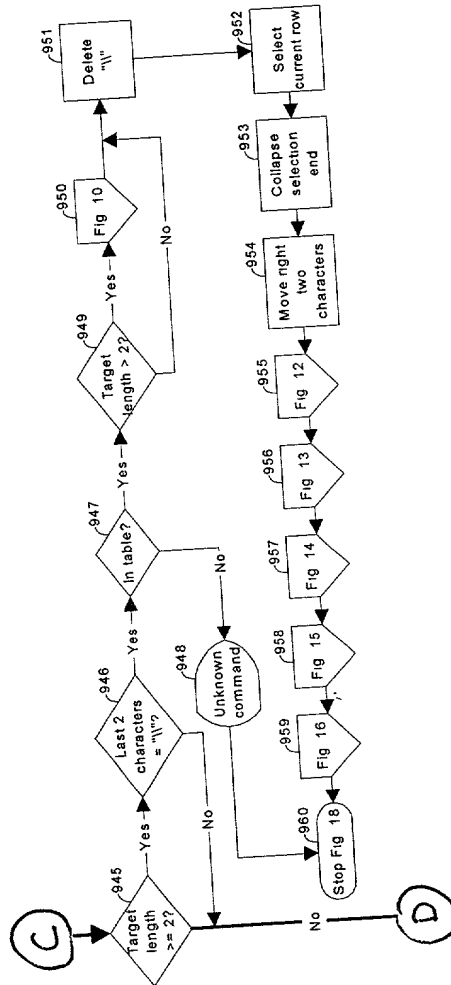 C
945
Target
length
>= 2?
Yes
No
D
946
Last 2
characters
= "\\"?
Yes
No
947
In table?
Yes
No
948
Unknown
command
949
Target
length > 2?
Yes
No
950
Fig 10
951
Delete
"\\"
952
Select
current row
953
Collapse
selection
end
954
Move right
two
characters
955
Fig 12
956
Fig 13
957
Fig 14
958
Fig 15
959
Fig 16
960
Stop Fig 18